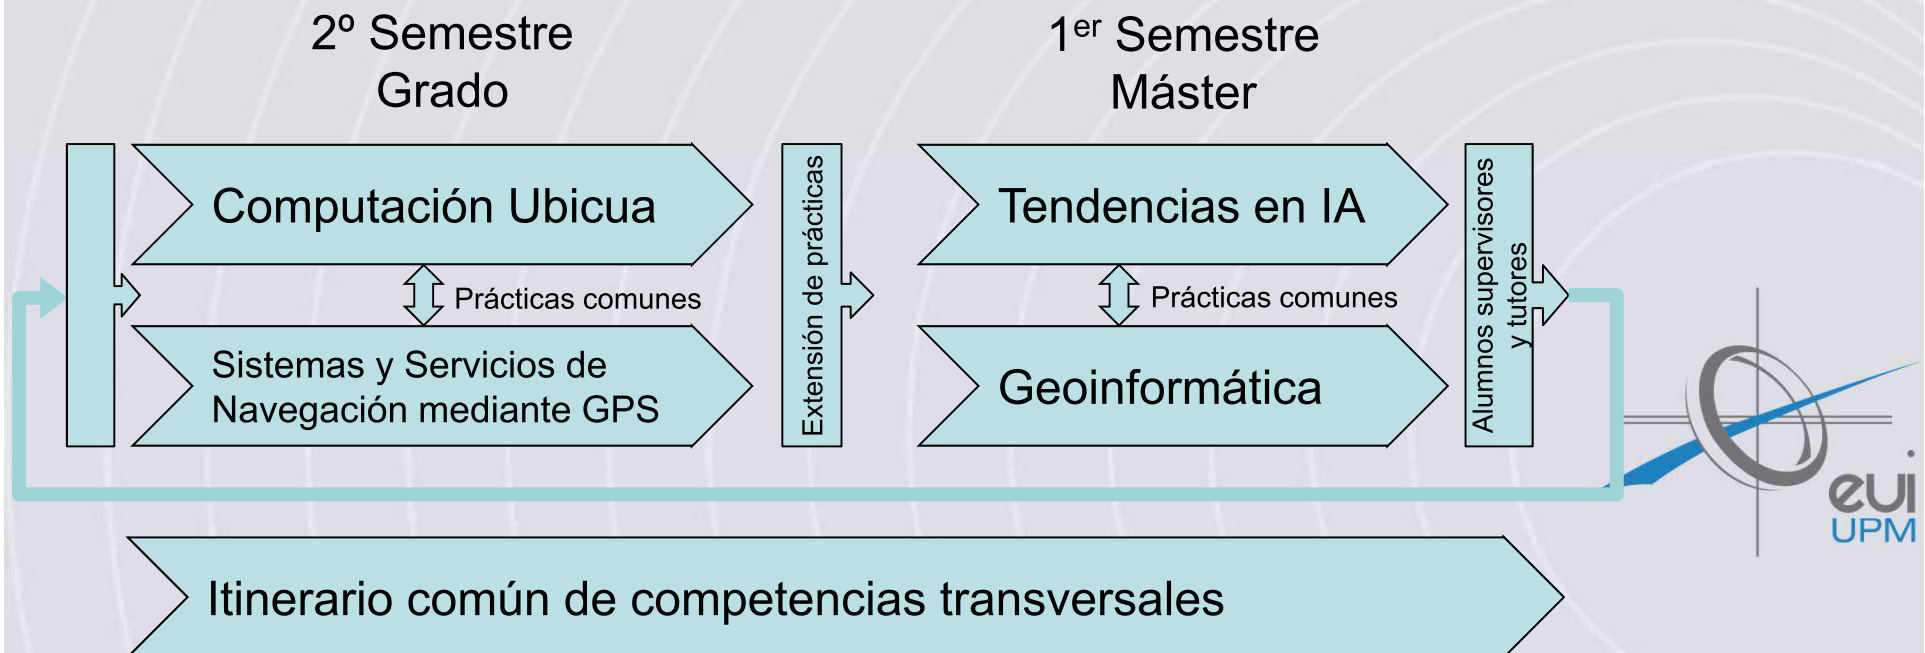 2º Semestre
Grado
1er Semestre
Máster
Computación Ubicua
Prácticas comunes
Sistemas y Servicios de
Navegación mediante GPS
Extensión de prácticas
Tendencias en IA
Prácticas comunes
Geoinformática
Alumnos supervisores
y tutores
eui
UPM
Itinerario común de competencias transversales